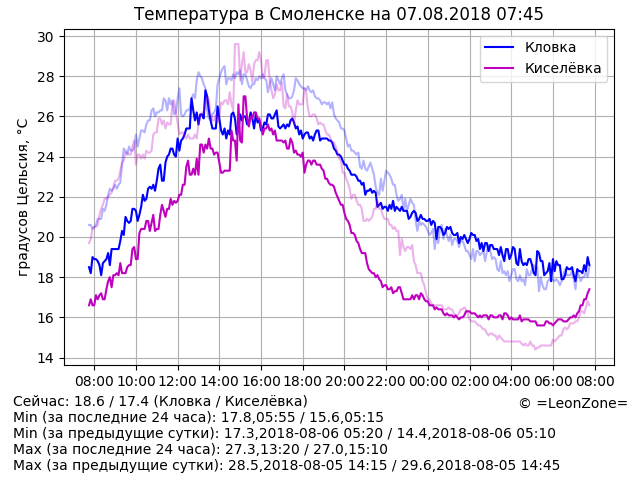 Температура в Смоленске на 07.08.2018 07:45
Кловка
Киселёвка
градусов Цельсия, °C
30
28
26
24
22
20
18
16
14
08:00 10:00 12:00 14:00 16:00 18:00 20:00 22:00 00:00 02:00 04:00 06:00 08:00
Сейчас: 18.6 / 17.4 (Кловка / Киселёвка)
© =LeonZone=
Min (за последние 24 часа): 17.8,05:55 / 15.6,05:15
Min (за предыдущие сутки): 17.3,2018-08-06 05:20 / 14.4,2018-08-06 05:10
Max (за последние 24 часа): 27.3,13:20 / 27.0,15:10
Max (за предыдущие сутки): 28.5,2018-08-05 14:15 / 29.6,2018-08-05 14:45